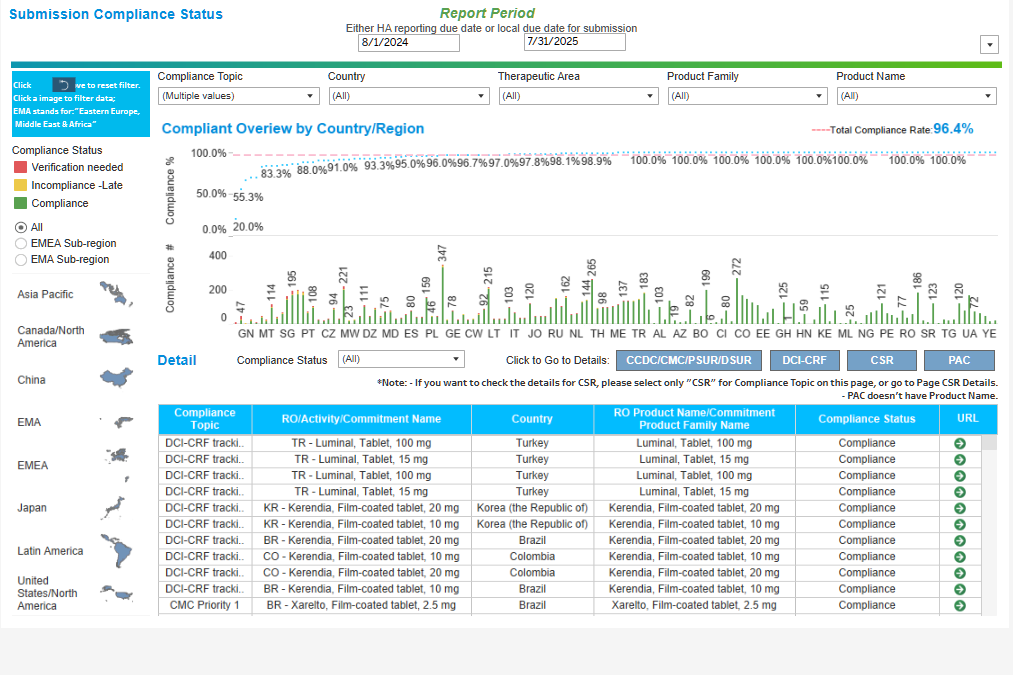 Submission Compliance Status
Report Period
Either HA reporting due date or local due date for submission
8/1/2024 7/31/2025
Click ve to reset filter.
Click a image to filter data;
EMA stands for:"Eastern Europe,
Middle East & Africa"
Compliance Topic Country Therapeutic Area Product Family Product Name
(Multiple values) (All) (All) (All) (All)
Compliant Overiew by Country/Region
----Total Compliance Rate:96.4%
Compliance Status
Verification needed
Incompliance -Late
Compliance
All
EMEA Sub-region
EMA Sub-region
Asia Pacific
Canada/North
America
China
EMA
EMEA
Japan
Latin America
United
States/North
America
Compliance %
100.0%
50.0%
0.0%
20.0% 55.3% 83.3% 88.0% 91.0% 93.3% 95.0% 96.0% 96.7% 97.0% 97.8% 98.1% 98.9% 100.0% 100.0% 100.0% 100.0% 100.0% 100.0% 100.0% 100.0%
Compliance #
400
200
0
47 114 195 108 94 221 23 111 75 80 159 46 347 78 92 215 103 120 162 144 265 98 137 183 103 19 82 199 6 80 272 125 1 59 115 25 121 77 186 123 120 72
GN MT SG PT CZ IT MW DZ MD ES PL GE CW LT IT JO NL TH ME TR AL AZ BO CI CO EE GH HN KE ML NG PE RO SR TG UA YE
Detail
Compliance Status (All)
Click to Go to Details: CCDC/CMC/PSUR/DSUR DCI-CRF CSR PAC
*Note: - If you want to check the details for CSR, please select only "CSR" for Compliance Topic on this page, or go to Page CSR Details.
- PAC doesn't have Product Name.
Compliance Topic RO/Activity/Commitment Name Country RO Product Name/Commitment Product Family Name Compliance Status URL
DCI-CRF tracki.. TR - Luminal, Tablet, 100 mg Turkey Luminal, Tablet, 100 mg Compliance
DCI-CRF tracki.. TR - Luminal, Tablet, 15 mg Turkey Luminal, Tablet, 15 mg Compliance
DCI-CRF tracki.. TR - Luminal, Tablet, 100 mg Turkey Luminal, Tablet, 100 mg Compliance
DCI-CRF tracki.. TR - Luminal, Tablet, 15 mg Turkey Luminal, Tablet, 15 mg Compliance
DCI-CRF tracki.. KR - Kerendia, Film-coated tablet, 20 mg Korea (the Republic of) Kerendia, Film-coated tablet, 20 mg Compliance
DCI-CRF tracki.. KR - Kerendia, Film-coated tablet, 10 mg Korea (the Republic of) Kerendia, Film-coated tablet, 10 mg Compliance
DCI-CRF tracki.. BR - Kerendia, Film-coated tablet, 20 mg Brazil Kerendia, Film-coated tablet, 20 mg Compliance
DCI-CRF tracki.. CO - Kerendia, Film-coated tablet, 10 mg Colombia Kerendia, Film-coated tablet, 10 mg Compliance
DCI-CRF tracki.. CO - Kerendia, Film-coated tablet, 20 mg Colombia Kerendia, Film-coated tablet, 20 mg Compliance
DCI-CRF tracki.. BR - Kerendia, Film-coated tablet, 10 mg Brazil Kerendia, Film-coated tablet, 10 mg Compliance
CMC Priority 1 BR - Xarelto, Film-coated tablet, 2.5 mg Brazil Xarelto, Film-coated tablet, 2.5 mg Compliance